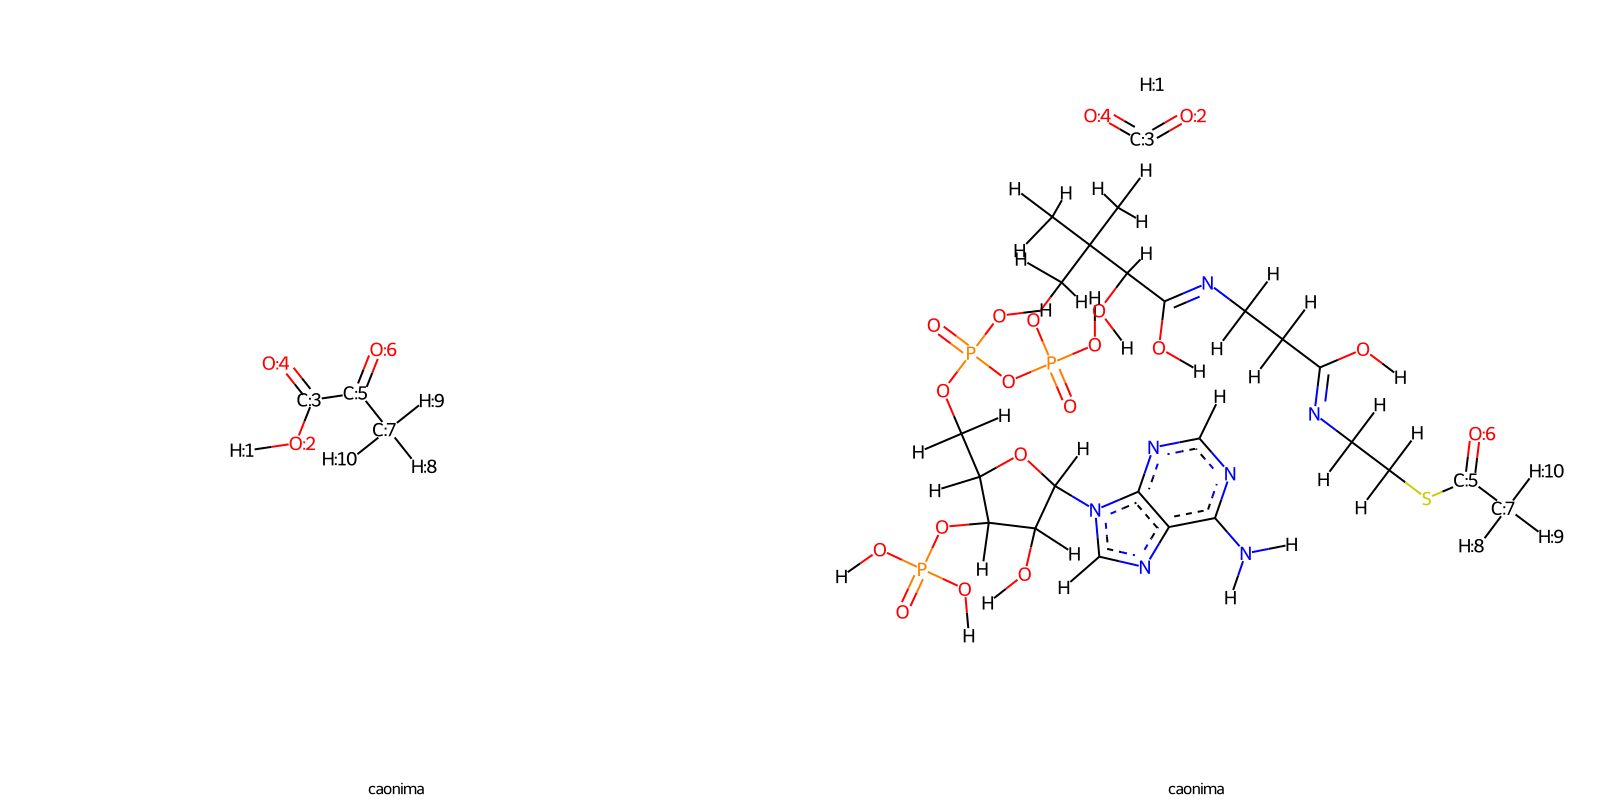 O:6
O:4
C:5
C:3 H:9
C:7
O:2
H:1 H:10
H:8
H:1
O:4 O:2
C:3
H
H H H
H
H H
H
H
N
H H H
H O
O O
O
O H O H O
P P
O H H H
O H
O H
H N
H O:6
H O H N
N H C:5 H:10
H S
N H C:7
O H:9
H H:8
O H N
H P N
H O
O H
H H
O
H
caonima caonima